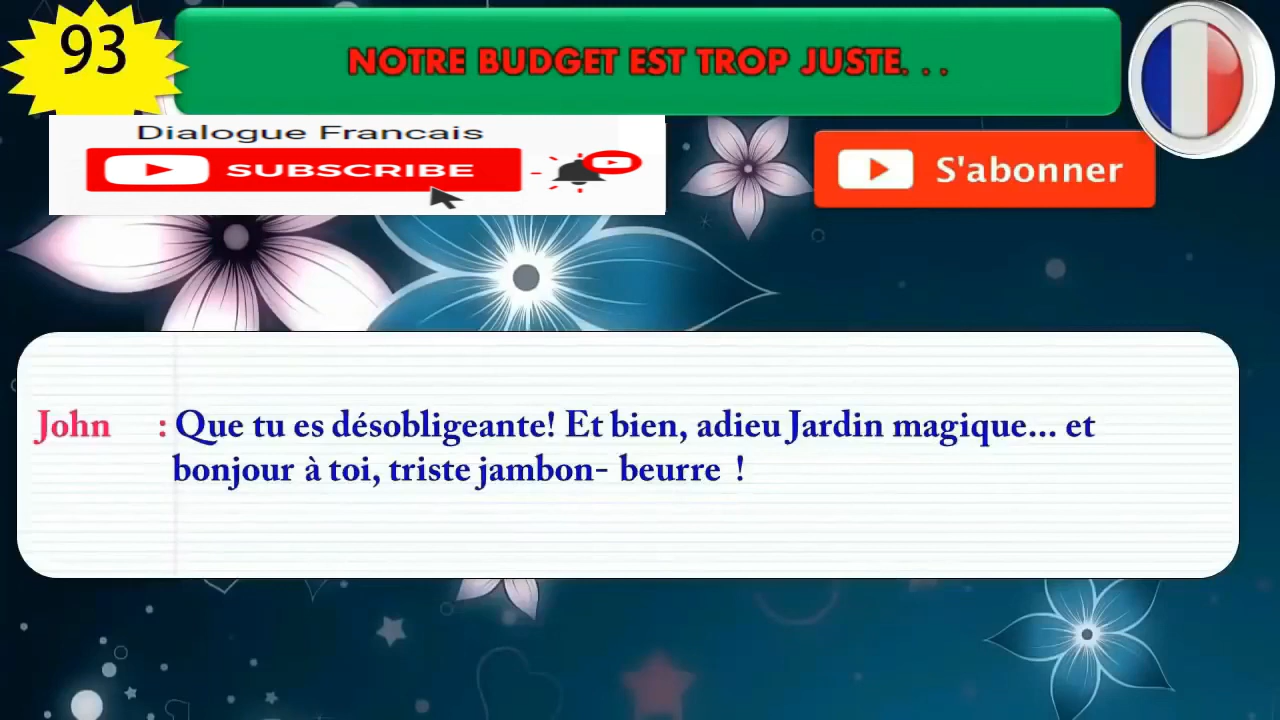 93
NOTRE BUDGET EST TROP JUSTE. . .
Dialogue Francais
SUBSCRIBE
S'abonner
John : Que tu es désobligeante! Et bien, adieu Jardin magique... et
bonjour à toi, triste jambon- beurre !